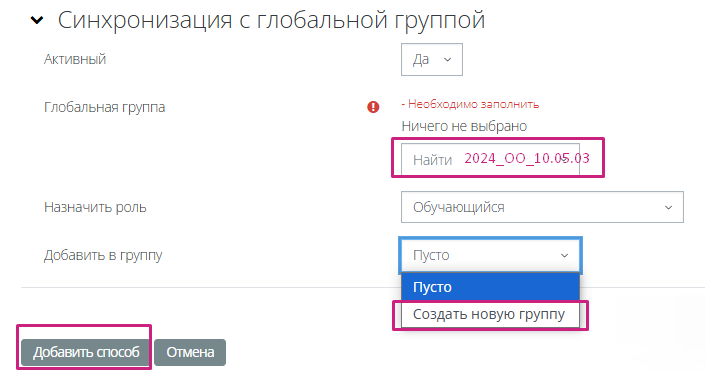 Синхронизация с глобальной группой
Активный
Да
Глобальная группа
- Необходимо заполнить
Ничего не выбрано
Найти 2024_ОО_10.05.03
Назначить роль
Обучающийся
Добавить в группу
Пусто
Пусто
Создать новую группу
Добавить способ
Отмена